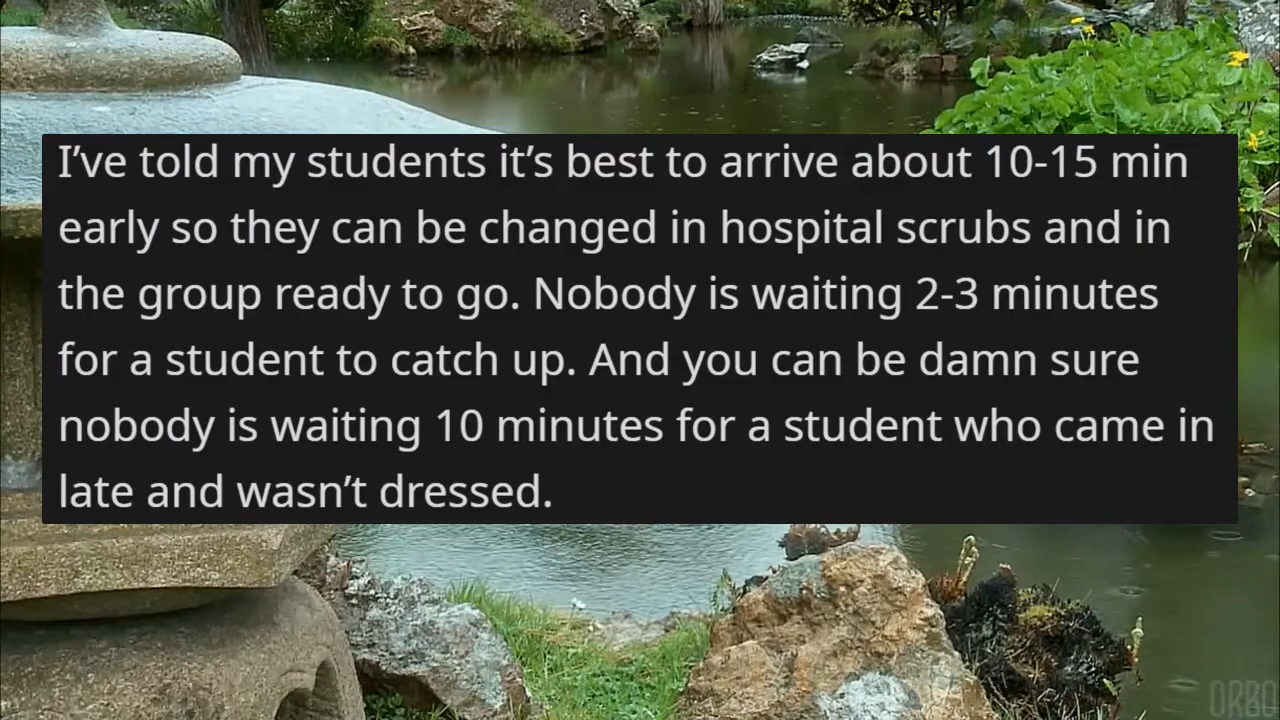 I’ve told my students it’s best to arrive about 10-15 min
early so they can be changed in hospital scrubs and in
the group ready to go. Nobody is waiting 2-3 minutes
for a student to catch up. And you can be damn sure
nobody is waiting 10 minutes for a student who came in
late and wasn’t dressed.
ORBO